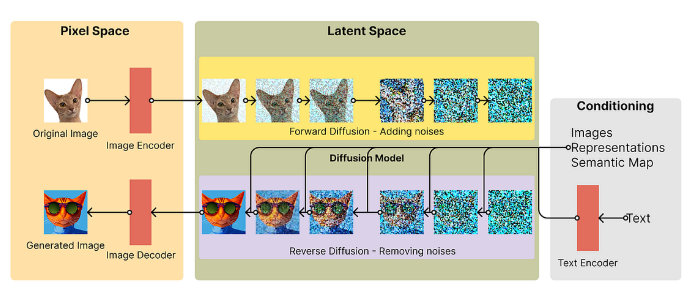 Pixel Space
Latent Space
Original Image
Image Encoder
Forward Diffusion - Adding noises
Conditioning
Images
Representations
Semantic Map
Diffusion Model
Generated Image
Image Decoder
Reverse Diffusion - Removing noises
Text
Text Encoder